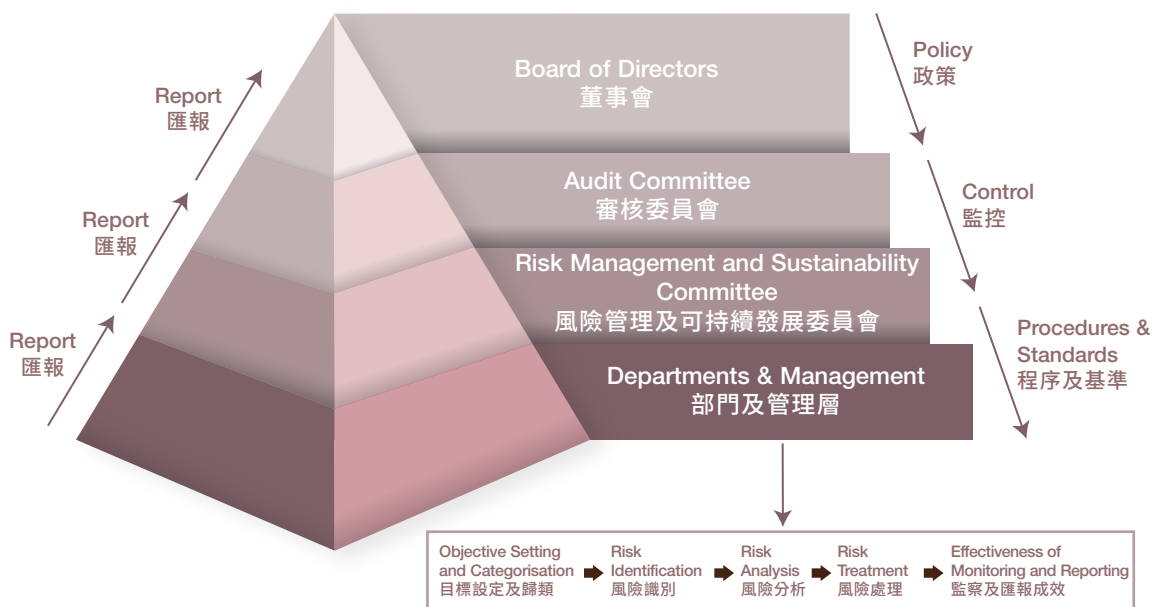 Board of Directors
董事會
Audit Committee
審核委員會
Risk Management and Sustainability
Committee
風險管理及可持續發展委員會
Departments & Management
部門及管理層
Report
匯報
Report
匯報
Report
匯報
Policy
政策
Control
監控
Procedures &
Standards
程序及基準
Objective Setting
and Categorisation
目標設定及歸類
Risk
Identification
風險識別
Risk
Analysis
風險分析
Risk
Treatment
風險處理
Effectiveness of
Monitoring and Reporting
監察及匯報成效